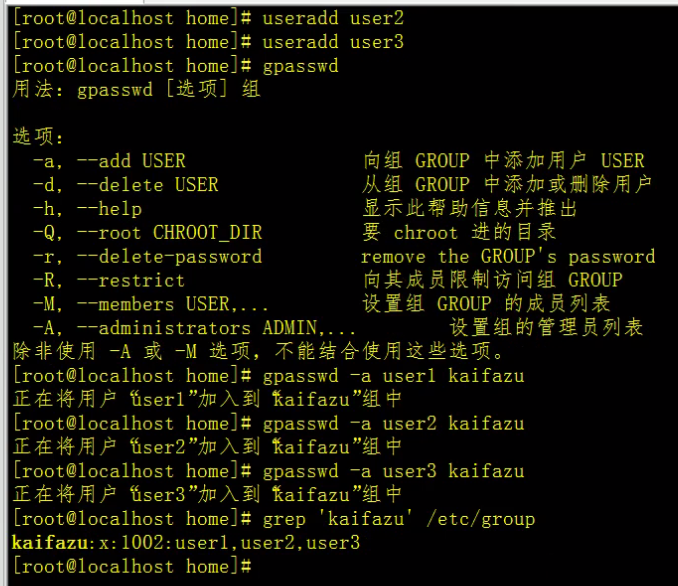 [root@localhost home]# useradd user2
[root@localhost home]# useradd user3
[root@localhost home]# gpasswd
用法：gpasswd [选项] 组
选项：
-a, --add USER 向组 GROUP 中添加用户 USER
-d, --delete USER 从组 GROUP 中添加或删除用户
-h, --help 显示此帮助信息并推出
-Q, --root CHROOT_DIR 要 chroot 进的目录
-r, --delete-password remove the GROUP's password
-R, --restrict 向其成员限制访问组 GROUP
-M, --members USER,... 设置组 GROUP 的成员列表
-A, --administrators ADMIN,... 设置组的管理员列表
除非使用 -A 或 -M 选项，不能结合使用这些选项。
[root@localhost home]# gpasswd -a user1 kaifazu
正在将用户“user1”加入到“kaifazu”组中
[root@localhost home]# gpasswd -a user2 kaifazu
正在将用户“user2”加入到“kaifazu”组中
[root@localhost home]# gpasswd -a user3 kaifazu
正在将用户“user3”加入到“kaifazu”组中
[root@localhost home]# grep 'kaifazu' /etc/group
kaifazu:x:1002:user1,user2,user3
[root@localhost home]#